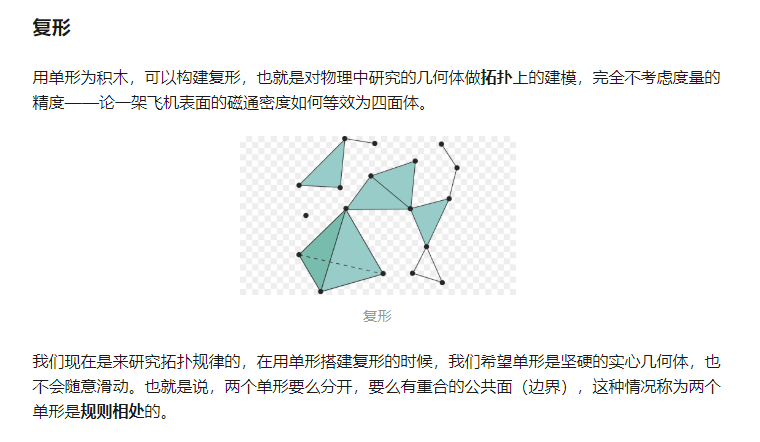 复形
用单形为积木，可以构建复形，也就是对物理中研究的几何体做拓扑上的建模，完全不考虑度量的
精度——论一架飞机表面的磁通密度如何等效为四面体。
复形
我们现在是来研究拓扑规律的，在用单形搭建复形的时候，我们希望单形是坚硬的实心几何体，也
不会随意滑动。也就是说，两个单形要么分开，要么有重合的公共面（边界），这种情况称为两个
单形是规则相处的。